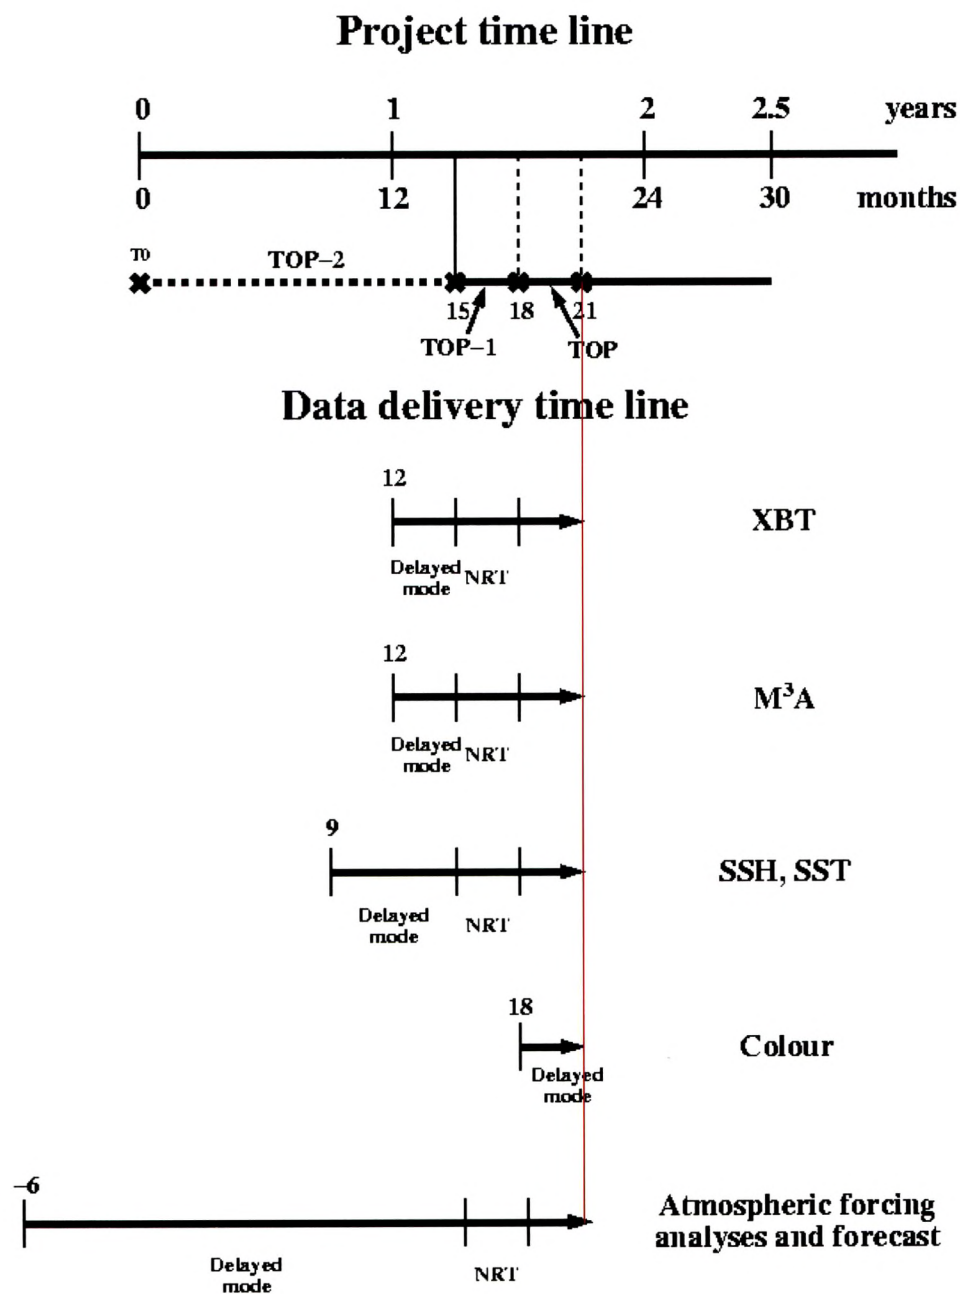 Project time line
0 1 2 2.5 years
0 12 24 30 months
T0
TOP–2
15 18 21
TOP–1 TOP
Data delivery time line
12
XBT
Delayed
mode NRT
12
M³A
Delayed
mode NRT
9
SSH, SST
Delayed
mode NRT
18
Colour
Delayed
mode
–6
Atmospheric forcing
analyses and forecast
Delayed
mode NRT